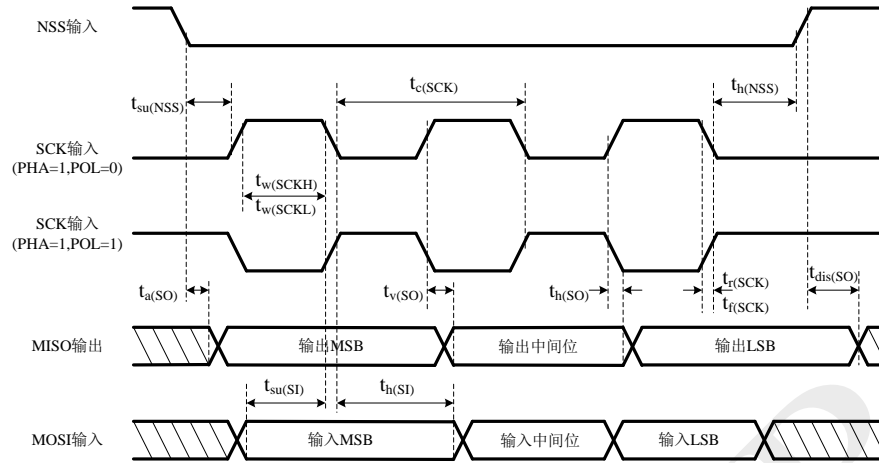 NSS输入
tsu(NSS)
tc(SCK)
th(NSS)
SCK输入
(PHA=1,POL=0)
tw(SCKH)
tw(SCKL)
SCK输入
(PHA=1,POL=1)
ta(SO)
tv(SO)
th(SO)
tr(SCK)
tf(SCK)
tdis(SO)
MISO输出
输出MSB
输出中间位
输出LSB
tsu(SI)
th(SI)
MOSI输入
输入MSB
输入中间位
输入LSB